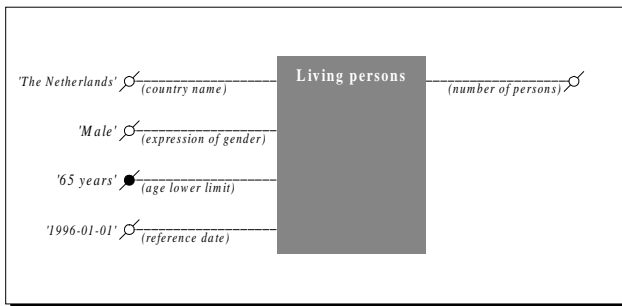 Living persons
'The Netherlands'
(country name)
(number of persons)
'Male'
(expression of gender)
'65 years'
(age lower limit)
'1996-01-01'
(reference date)